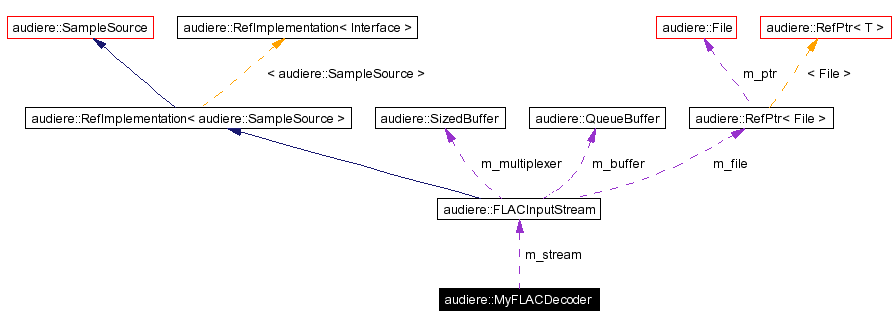 audiere::SampleSource
audiere::RefImplementation< Interface >
audiere::File
audiere::RefPtr< T >
< audiere::SampleSource >
m_ptr
< File >
audiere::RefImplementation< audiere::SampleSource >
audiere::SizedBuffer
audiere::QueueBuffer
audiere::RefPtr< File >
m_multiplexer
m_buffer
m_file
audiere::FLACInputStream
m_stream
audiere::MyFLACDecoder